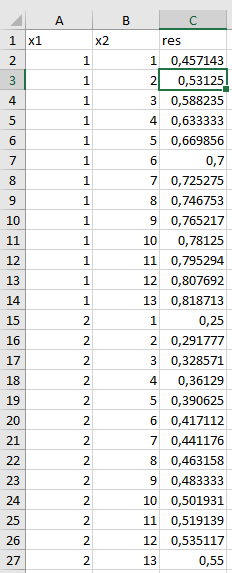 A B C
1 x1 x2 res
2 1 1 0,457143
3 1 2 0,53125
4 1 3 0,588235
5 1 4 0,633333
6 1 5 0,669856
7 1 6 0,7
8 1 7 0,725275
9 1 8 0,746753
10 1 9 0,765217
11 1 10 0,78125
12 1 11 0,795294
13 1 12 0,807692
14 1 13 0,818713
15 2 1 0,25
16 2 2 0,291777
17 2 3 0,328571
18 2 4 0,36129
19 2 5 0,390625
20 2 6 0,417112
21 2 7 0,441176
22 2 8 0,463158
23 2 9 0,483333
24 2 10 0,501931
25 2 11 0,519139
26 2 12 0,535117
27 2 13 0,55